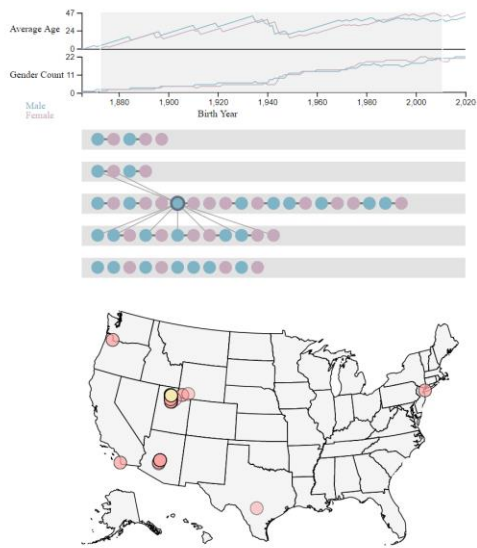 47
Average Age
24
0
22
Gender Count
11
0
1,880 1,900 1,920 1,940 1,960 1,980 2,000 2,020
Birth Year
Male
Female